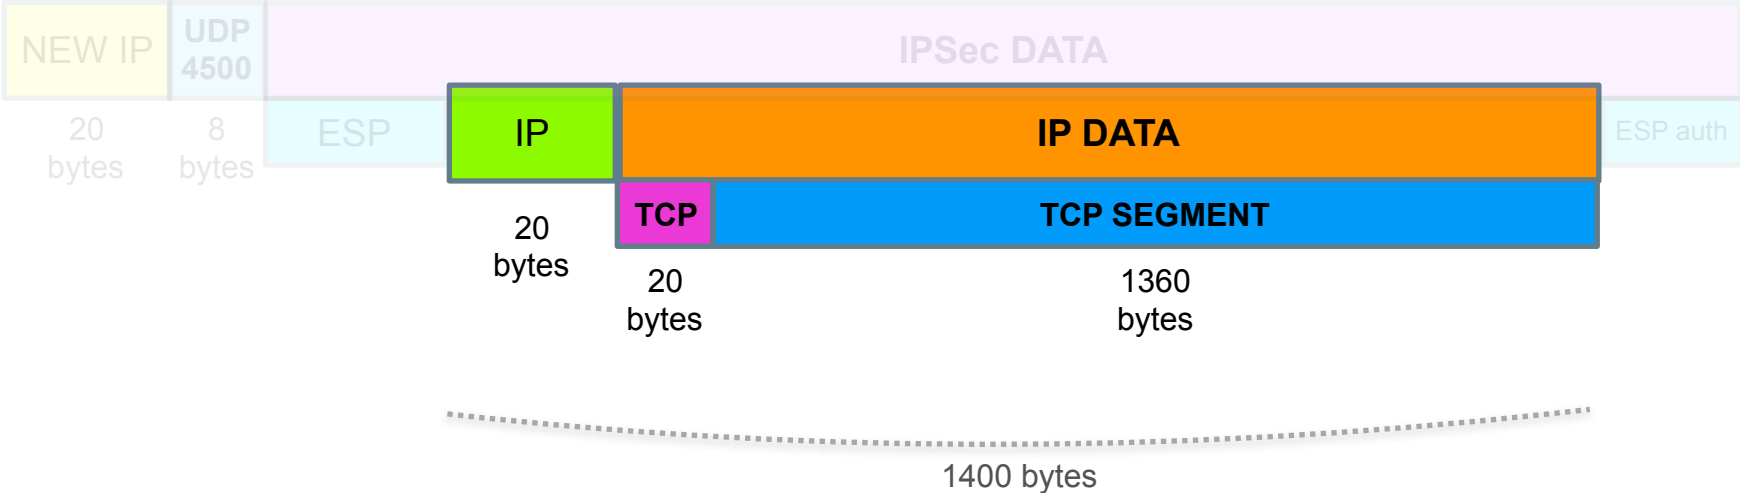 NEW IP
UDP
4500
IPSec DATA
20
bytes
8
bytes
ESP
IP
IP DATA
ESP auth
TCP
TCP SEGMENT
20
bytes
20
bytes
1360
bytes
1400 bytes